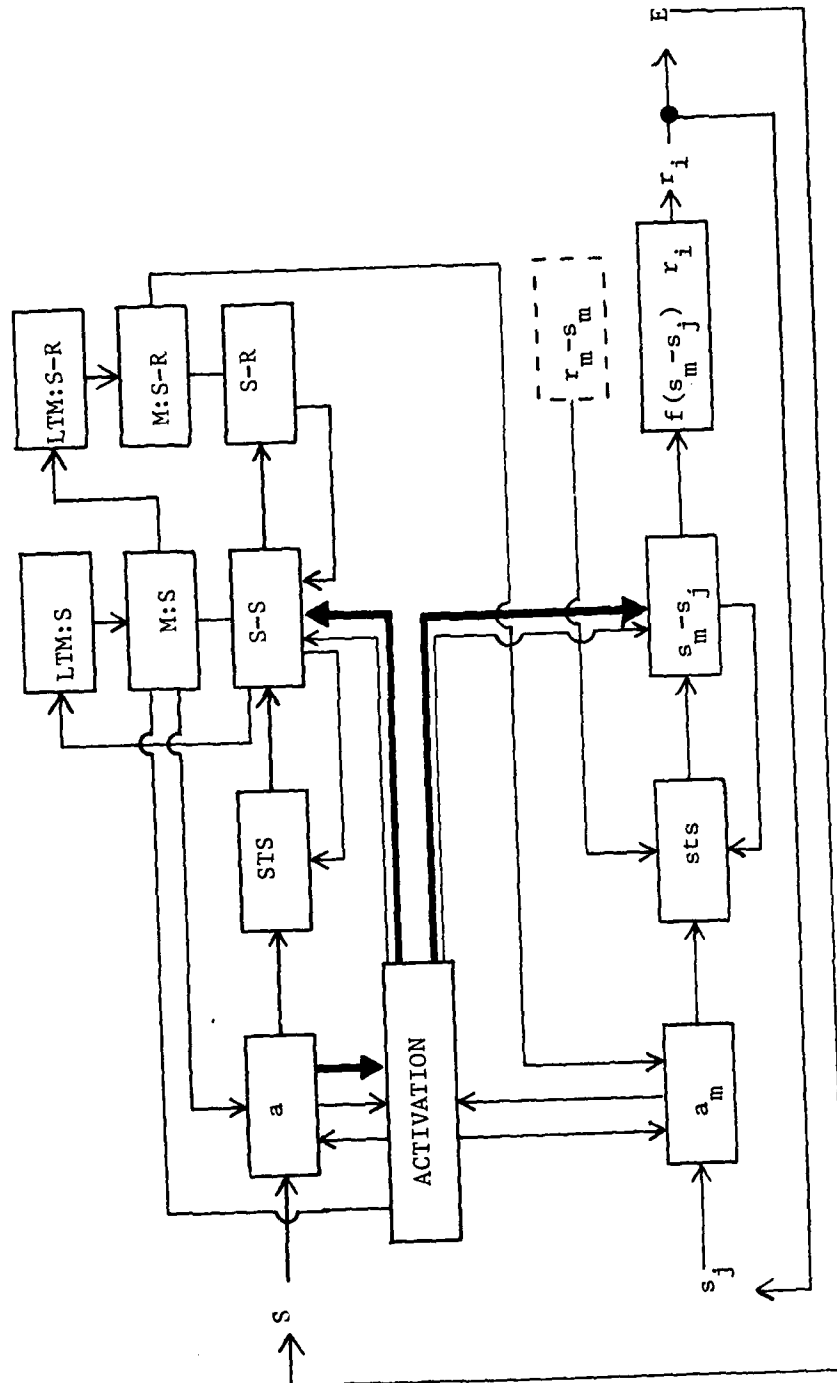 LTM:S
LTM:S-R
M:S
M:S-R
S
a
STS
S-S
S-R
ACTIVATION
r_m-s_m
s_j
a_m
sts
s_m-s_j
f(s_m-s_j) r_i
r_i
E